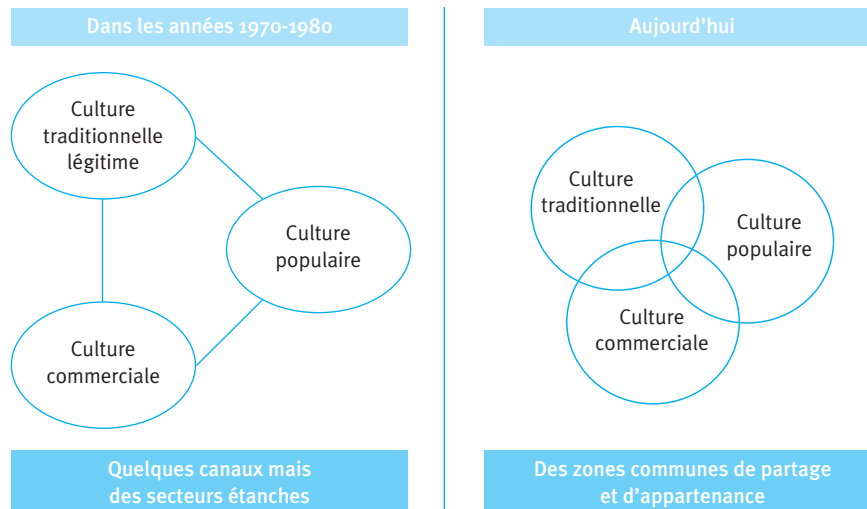 Dans les années 1970-1980
Culture
traditionnelle
légitime
Culture
populaire
Culture
commerciale
Quelques canaux mais
des secteurs étanches
Aujourd'hui
Culture
traditionnelle
Culture
populaire
Culture
commerciale
Des zones communes de partage
et d'appartenance